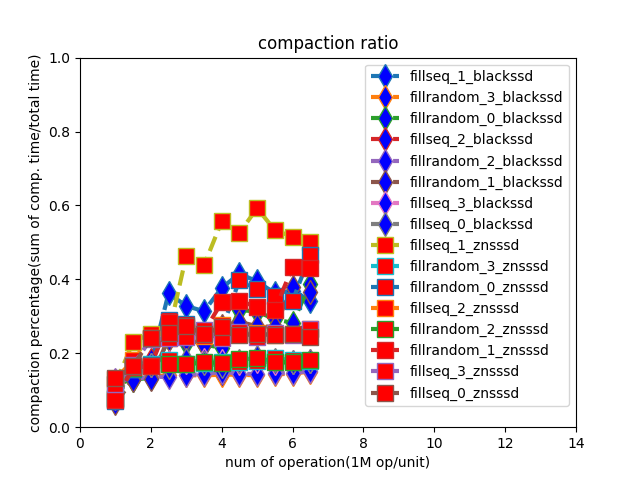 compaction ratio
compaction percentage(sum of comp. time/total time)
1.0
0.8
0.6
0.4
0.2
0.0
0
2
4
6
8
10
12
14
num of operation(1M op/unit)
fillseq_1_blackssd
fillrandom_3_blackssd
fillrandom_0_blackssd
fillseq_2_blackssd
fillrandom_2_blackssd
fillrandom_1_blackssd
fillseq_3_blackssd
fillseq_0_blackssd
fillseq_1_znsssd
fillrandom_3_znsssd
fillrandom_0_znsssd
fillseq_2_znsssd
fillrandom_2_znsssd
fillrandom_1_znsssd
fillseq_3_znsssd
fillseq_0_znsssd